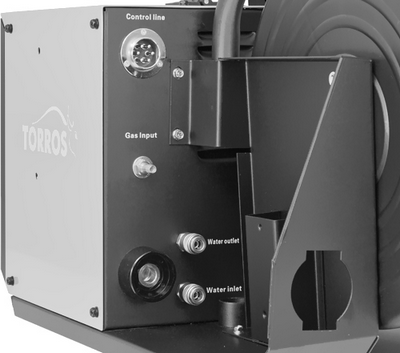 Control line
Gas Input
TORROS
Water outlet
Water inlet